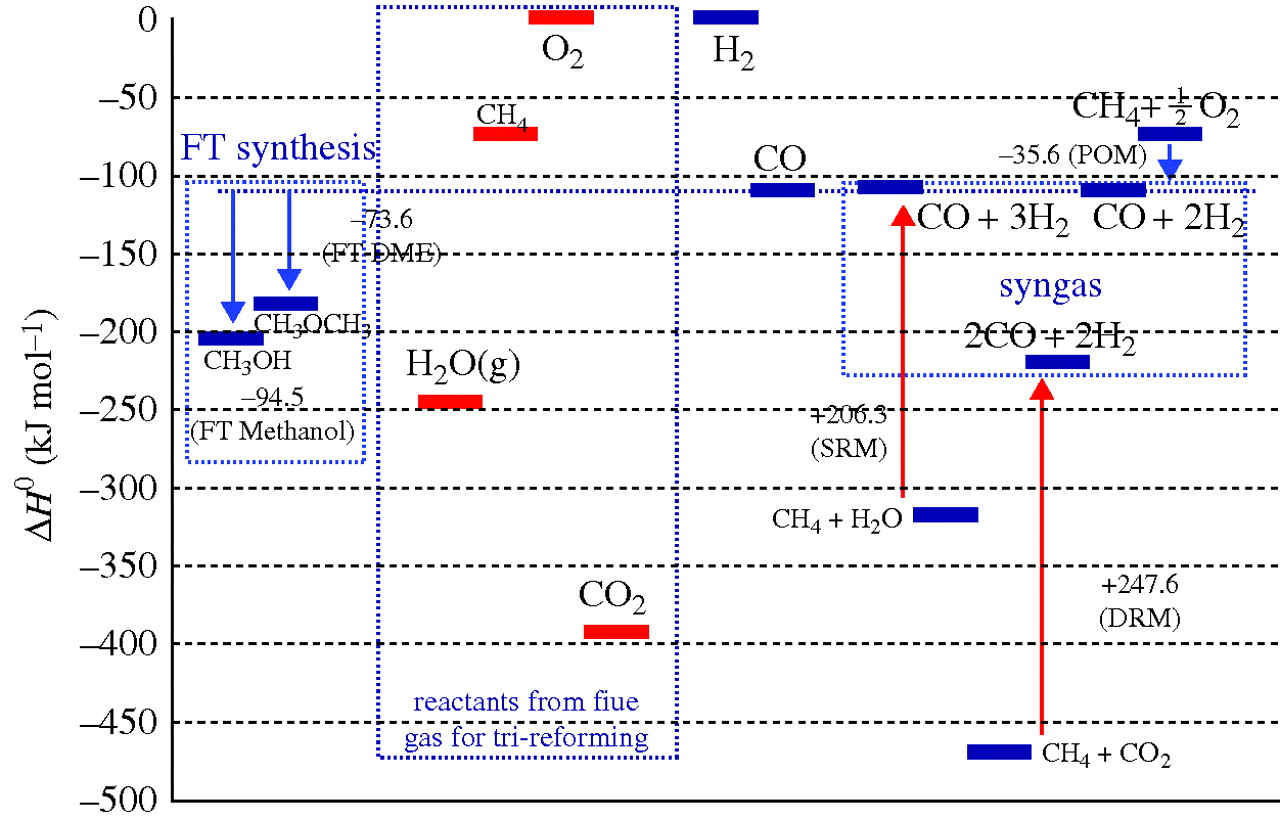 ΔH⁰ (kJ mol⁻¹)
0
–50
–100
–150
–200
–250
–300
–350
–400
–450
–500
O₂
H₂
CH₄
CH₄ + ½ O₂
FT synthesis
CO
–35.6 (POM)
–73.6
(FT DME)
CO + 3H₂
CO + 2H₂
syngas
CH₃OCH₃
2CO + 2H₂
CH₃OH
H₂O(g)
–94.5
(FT Methanol)
+206.3
(SRM)
CH₄ + H₂O
CO₂
+247.6
(DRM)
reactants from fiue
gas for tri-reforming
CH₄ + CO₂